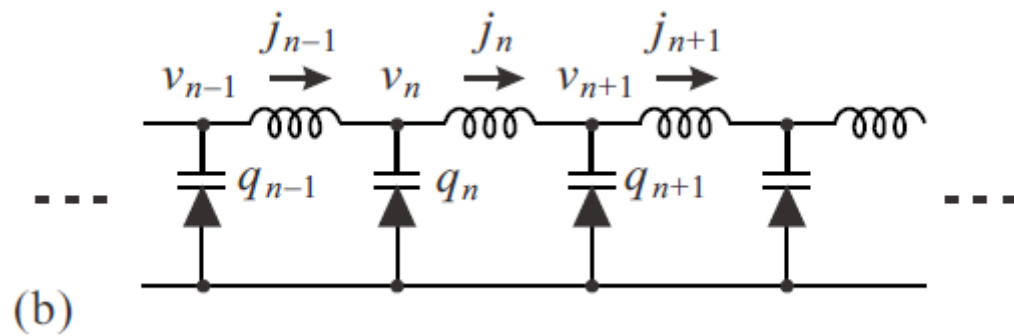 j_{n−1} j_n j_{n+1}
v_{n−1} v_n v_{n+1}
q_{n−1} q_n q_{n+1}
(b)